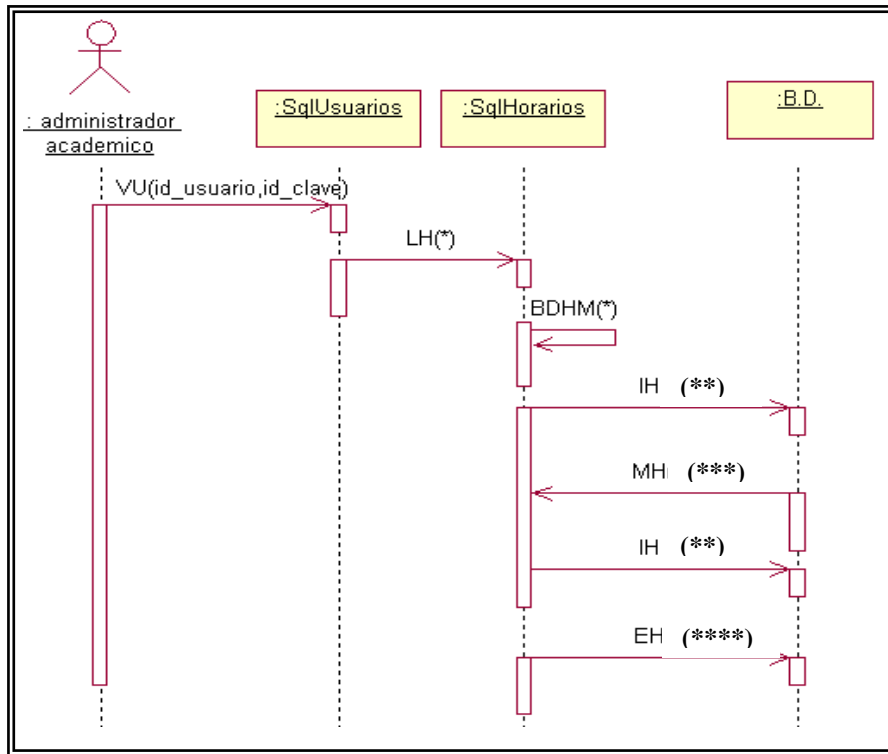 : administrador
academico
:SqlUsuarios
:SqlHorarios
:B.D.
VU(id_usuario,id_clave)
LH(*)
BDHM(*)
IH (**)
MH (***)
IH (**)
EH (****)